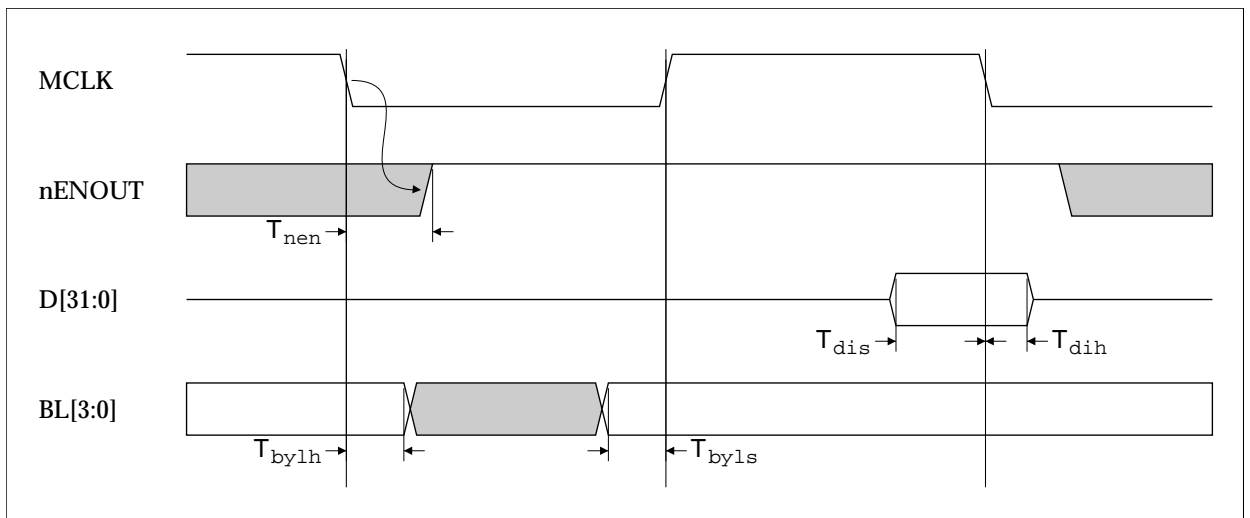 MCLK
nENOUT
Tnen
D[31:0]
Tdis
Tdih
BL[3:0]
Tbylh
Tbyls